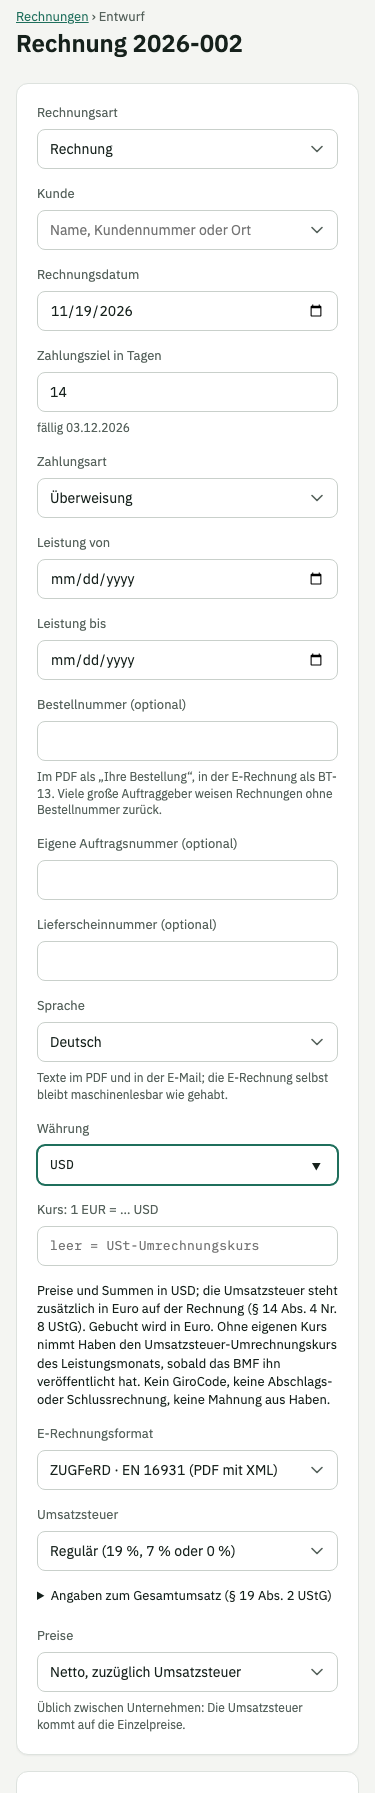 Rechnungen › Entwurf
Rechnung 2026-002
Rechnungsart
Rechnung
Kunde
Name, Kundennummer oder Ort
Rechnungsdatum
11/19/2026
Zahlungsziel in Tagen
14
fällig 03.12.2026
Zahlungsart
Überweisung
Leistung von
mm/dd/yyyy
Leistung bis
mm/dd/yyyy
Bestellnummer (optional)
Im PDF als „Ihre Bestellung“, in der E-Rechnung als BT-
13. Viele große Auftraggeber weisen Rechnungen ohne
Bestellnummer zurück.
Eigene Auftragsnummer (optional)
Lieferscheinnummer (optional)
Sprache
Deutsch
Texte im PDF und in der E-Mail; die E-Rechnung selbst
bleibt maschinenlesbar wie gehabt.
Währung
USD
Kurs: 1 EUR = … USD
leer = USt-Umrechnungskurs
Preise und Summen in USD; die Umsatzsteuer steht
zusätzlich in Euro auf der Rechnung (§ 14 Abs. 4 Nr.
8 UStG). Gebucht wird in Euro. Ohne eigenen Kurs
nimmt Haben den Umsatzsteuer-Umrechnungskurs
des Leistungsmonats, sobald das BMF ihn
veröffentlicht hat. Kein GiroCode, keine Abschlags-
oder Schlussrechnung, keine Mahnung aus Haben.
E-Rechnungsformat
ZUGFeRD · EN 16931 (PDF mit XML)
Umsatzsteuer
Regulär (19 %, 7 % oder 0 %)
Angaben zum Gesamtumsatz (§ 19 Abs. 2 UStG)
Preise
Netto, zuzüglich Umsatzsteuer
Üblich zwischen Unternehmen: Die Umsatzsteuer
kommt auf die Einzelpreise.